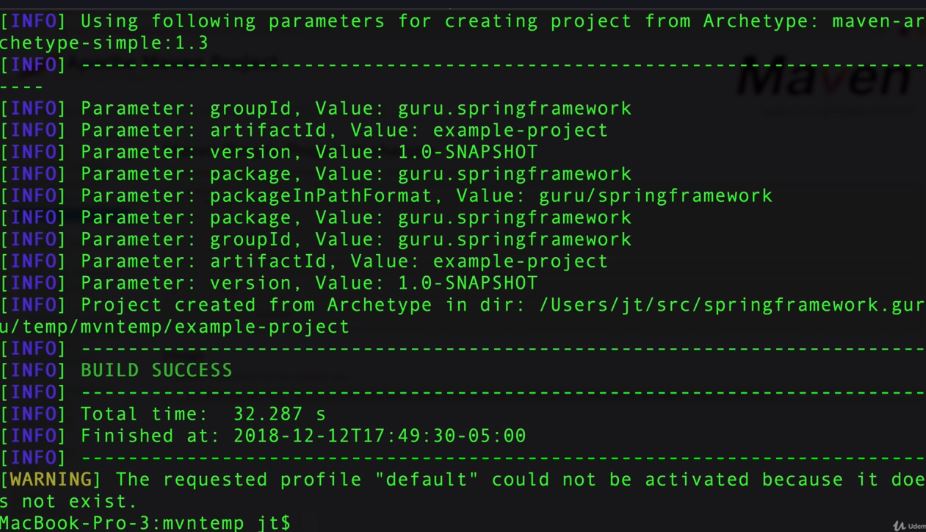 [INFO] Using following parameters for creating project from Archetype: maven-ar
chetype-simple:1.3
[INFO] ------------------------------------------------------------------------
----
[INFO] Parameter: groupId, Value: guru.springframework
[INFO] Parameter: artifactId, Value: example-project
[INFO] Parameter: version, Value: 1.0-SNAPSHOT
[INFO] Parameter: package, Value: guru.springframework
[INFO] Parameter: packageInPathFormat, Value: guru/springframework
[INFO] Parameter: package, Value: guru.springframework
[INFO] Parameter: groupId, Value: guru.springframework
[INFO] Parameter: artifactId, Value: example-project
[INFO] Parameter: version, Value: 1.0-SNAPSHOT
[INFO] Project created from Archetype in dir: /Users/jt/src/springframework.gur
u/temp/mvntemp/example-project
[INFO] ------------------------------------------------------------------------
[INFO] BUILD SUCCESS
[INFO] ------------------------------------------------------------------------
[INFO] Total time:  32.287 s
[INFO] Finished at: 2018-12-12T17:49:30-05:00
[INFO] ------------------------------------------------------------------------
[WARNING] The requested profile "default" could not be activated because it doe
s not exist.
MacBook-Pro-3:mvntemp jt$
Maven
Udem